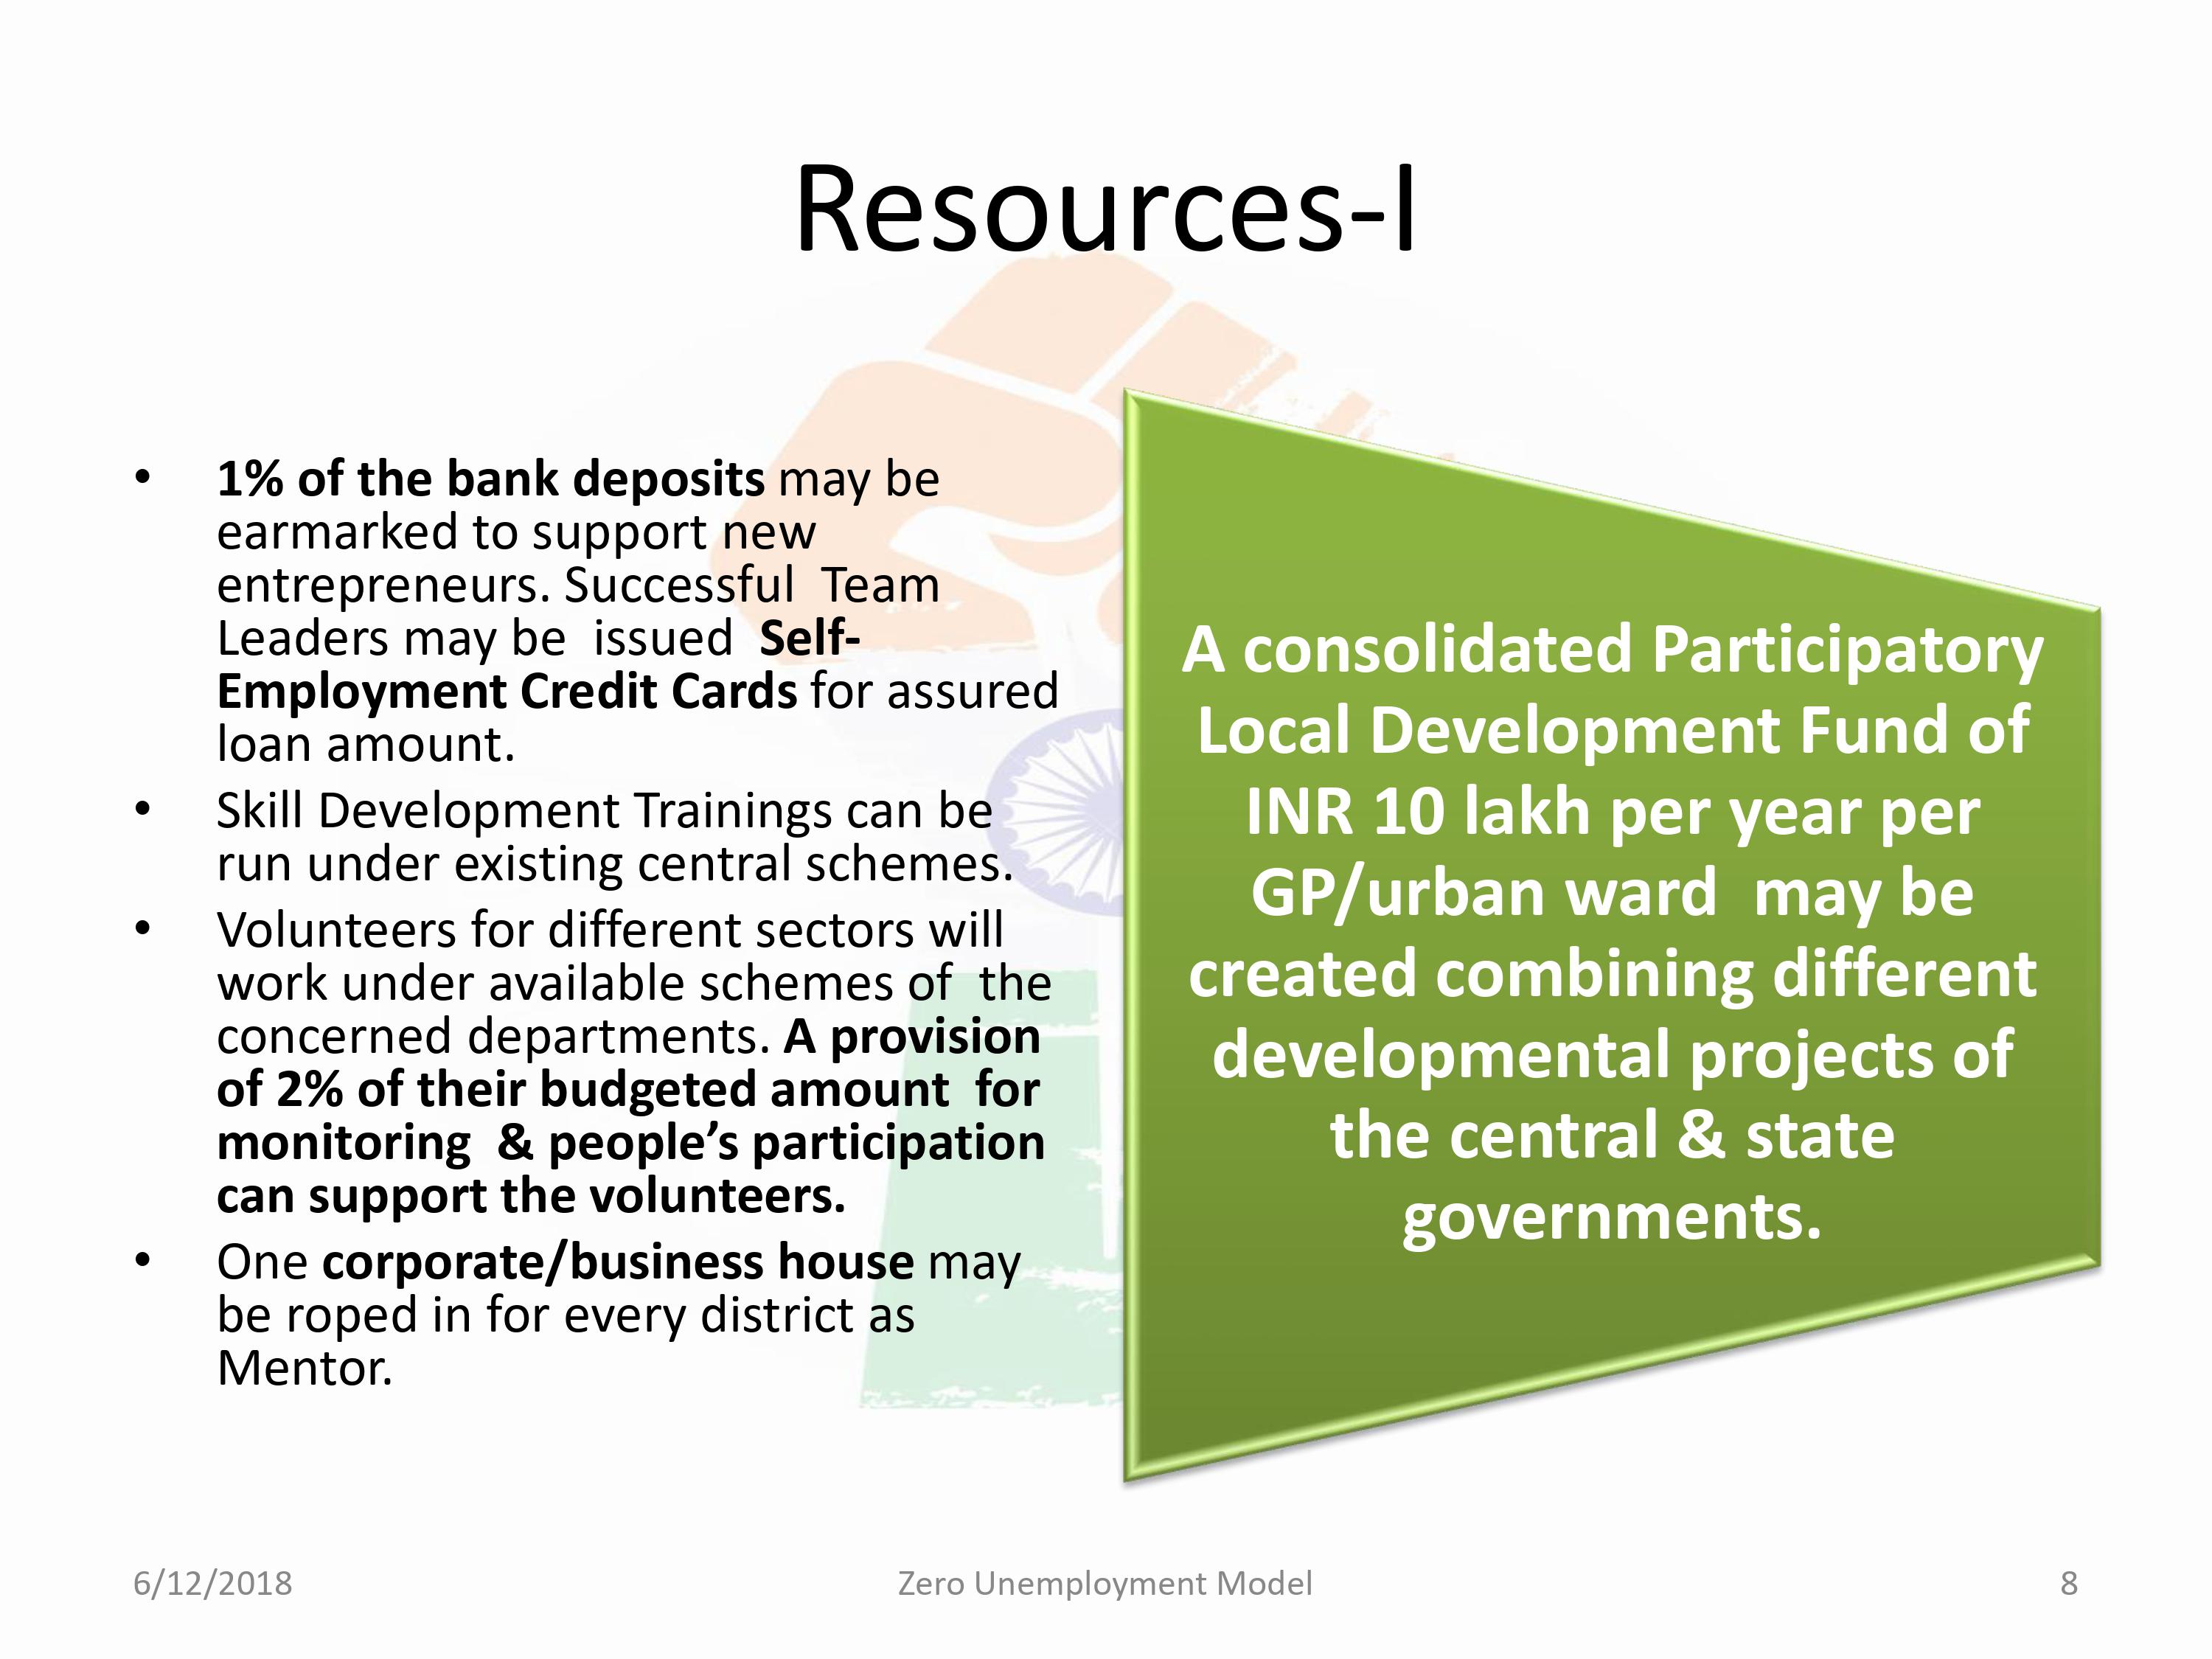 Resources-I
• 1% of the bank deposits may be
earmarked to support new
entrepreneurs. Successful Team
Leaders may be issued Self-
Employment Credit Cards for assured
loan amount.
• Skill Development Trainings can be
run under existing central schemes.
• Volunteers for different sectors will
work under available schemes of the
concerned departments. A provision
of 2% of their budgeted amount for
monitoring & people’s participation
can support the volunteers.
• One corporate/business house may
be roped in for every district as
Mentor.
A consolidated Participatory
Local Development Fund of
INR 10 lakh per year per
GP/urban ward may be
created combining different
developmental projects of
the central & state
governments.
6/12/2018
Zero Unemployment Model
8